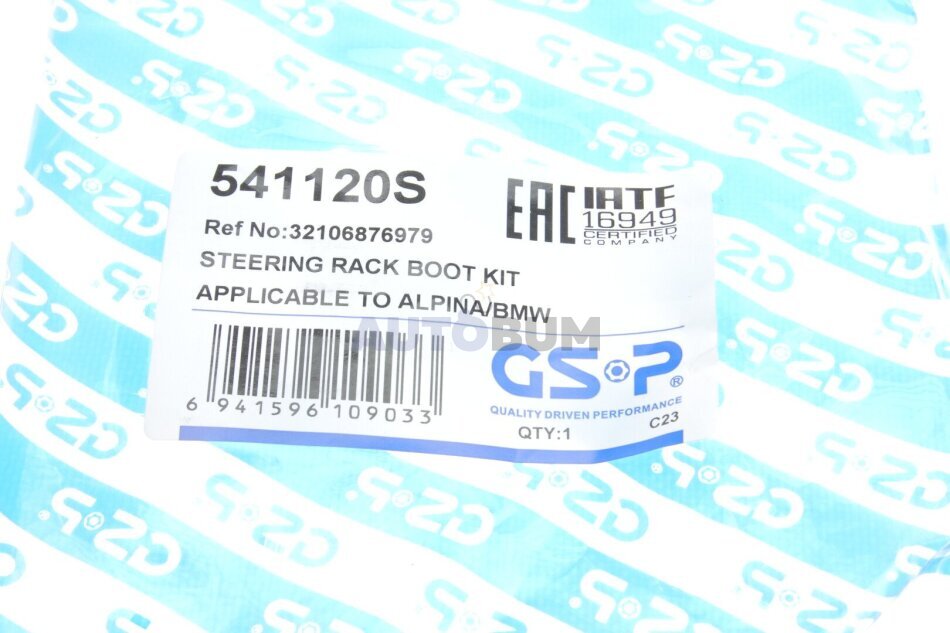 541120S
Ref No:32106876979
STEERING RACK BOOT KIT
APPLICABLE TO ALPINA/BMW
EAC
IATF
16949
CERTIFIED
COMPANY
AUTOBUM
6 941596 109033
GSP®
QUALITY DRIVEN PERFORMANCE
QTY:1
C23